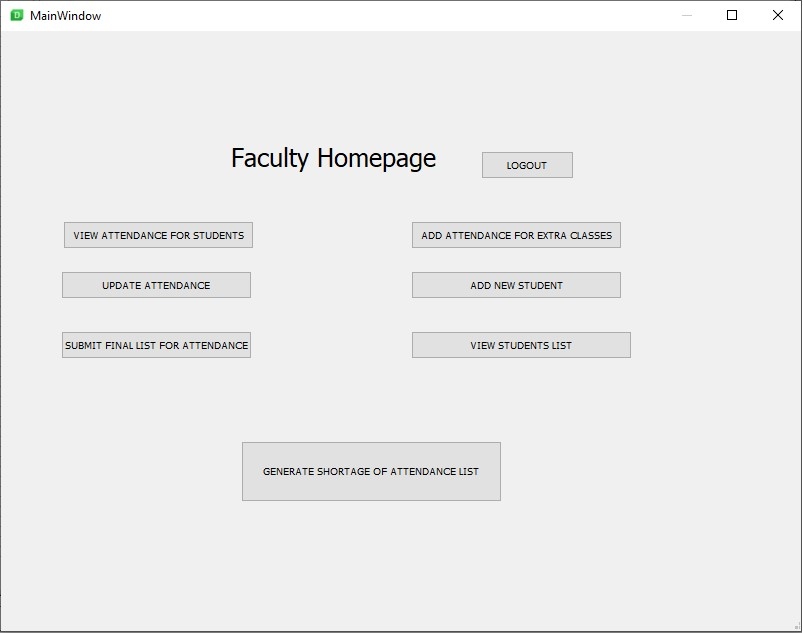 MainWindow
Faculty Homepage
LOGOUT
VIEW ATTENDANCE FOR STUDENTS
ADD ATTENDANCE FOR EXTRA CLASSES
UPDATE ATTENDANCE
ADD NEW STUDENT
SUBMIT FINAL LIST FOR ATTENDANCE
VIEW STUDENTS LIST
GENERATE SHORTAGE OF ATTENDANCE LIST